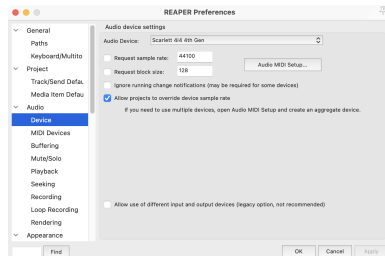 REAPER Preferences
General
Paths
Keyboard/Multito
Project
Track/Send Defau
Media Item Defau
Audio
Device
MIDI Devices
Buffering
Mute/Solo
Playback
Seeking
Recording
Loop Recording
Rendering
Appearance
Find
Audio device settings
Audio Device: Scarlett 4i4 4th Gen
Request sample rate: 44100
Request block size: 128
Audio MIDI Setup...
Ignore running change notifications (may be required for some devices)
Allow projects to override device sample rate
If you need to use multiple devices, open Audio MIDI Setup and create an aggregate device.
Allow use of different input and output devices (legacy option, not recommended)
OK Cancel Apply